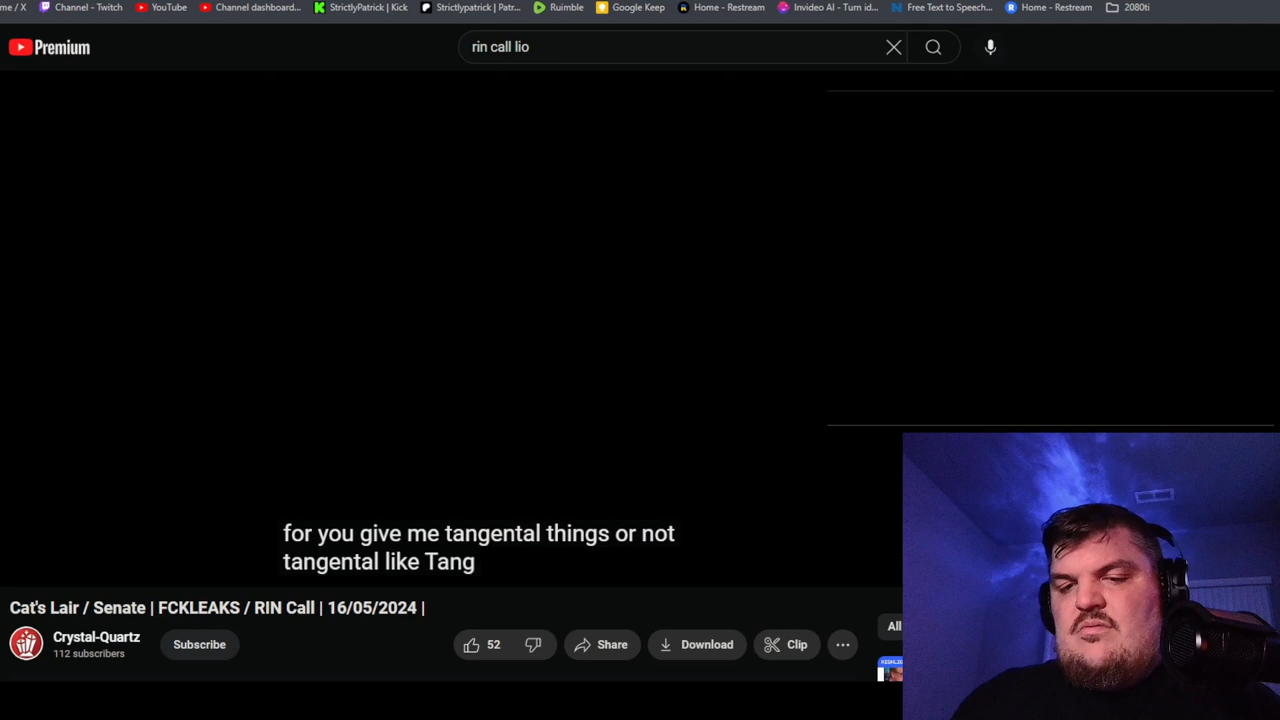 me / X Channel - Twitch YouTube Channel dashboard... StrictlyPatrick | Kick Strictlypatrick | Patr... Rumble Google Keep Home - Restream Invideo AI - Turn id... Free Text to Speech... Home - Restream 2080ti
Premium rin call lio
for you give me tangental things or not
tangental like Tang
Cat's Lair / Senate | FCKLEAKS / RIN Call | 16/05/2024 |
All
Crystal-Quartz
112 subscribers
Subscribe 52 Share Download Clip